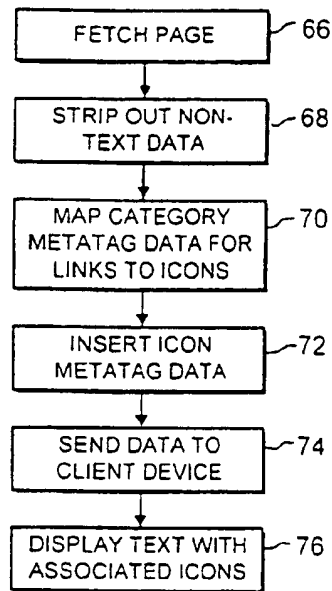 FETCH PAGE
66
STRIP OUT NON-
TEXT DATA
68
MAP CATEGORY
METATAG DATA FOR
LINKS TO ICONS
70
INSERT ICON
METATAG DATA
72
SEND DATA TO
CLIENT DEVICE
74
DISPLAY TEXT WITH
ASSOCIATED ICONS
76